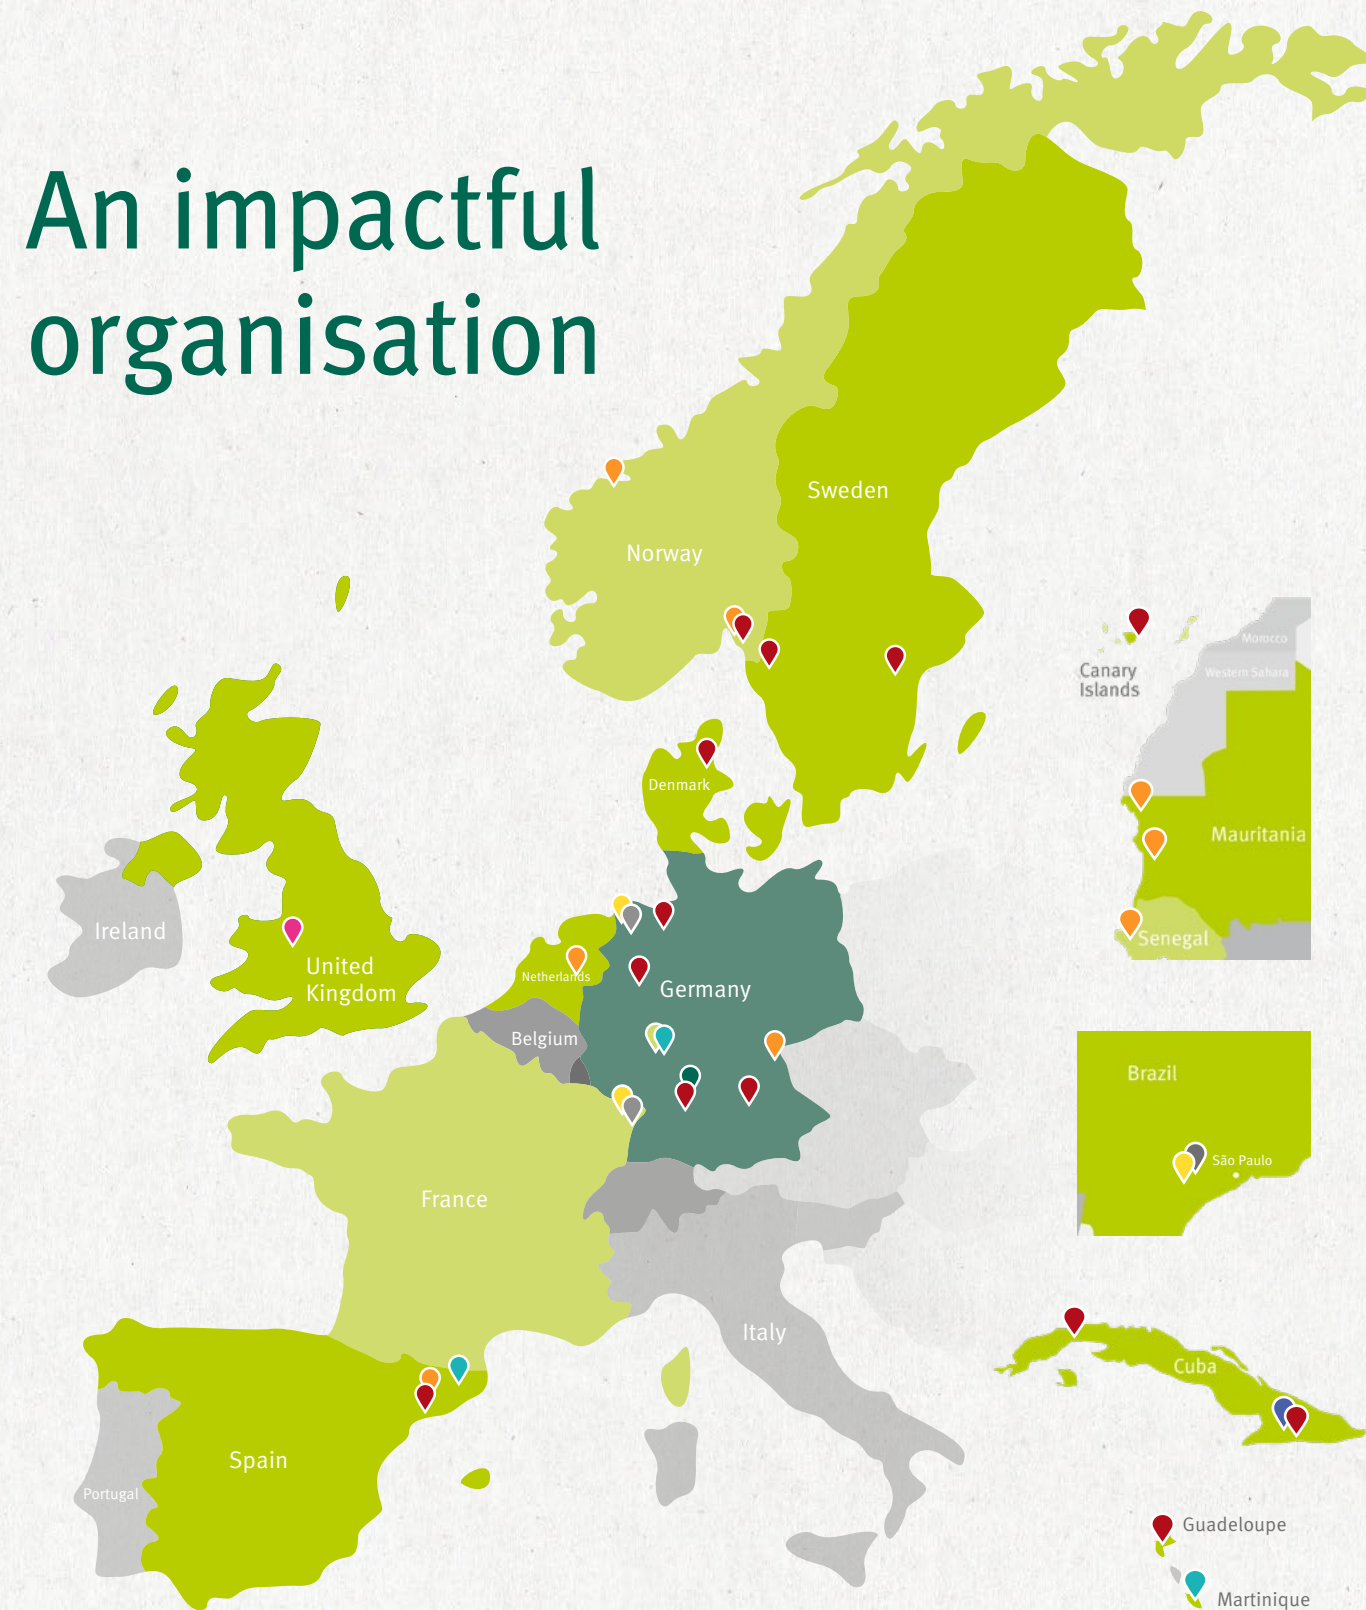 An impactful
organisation
Sweden
Norway
Morocco
Canary
Islands
Western Sahara
Denmark
Mauritania
Ireland
United
Kingdom
Netherlands
Germany
Senegal
Belgium
Brazil
São Paulo
France
Italy
Cuba
Spain
Portugal
Guadeloupe
Martinique